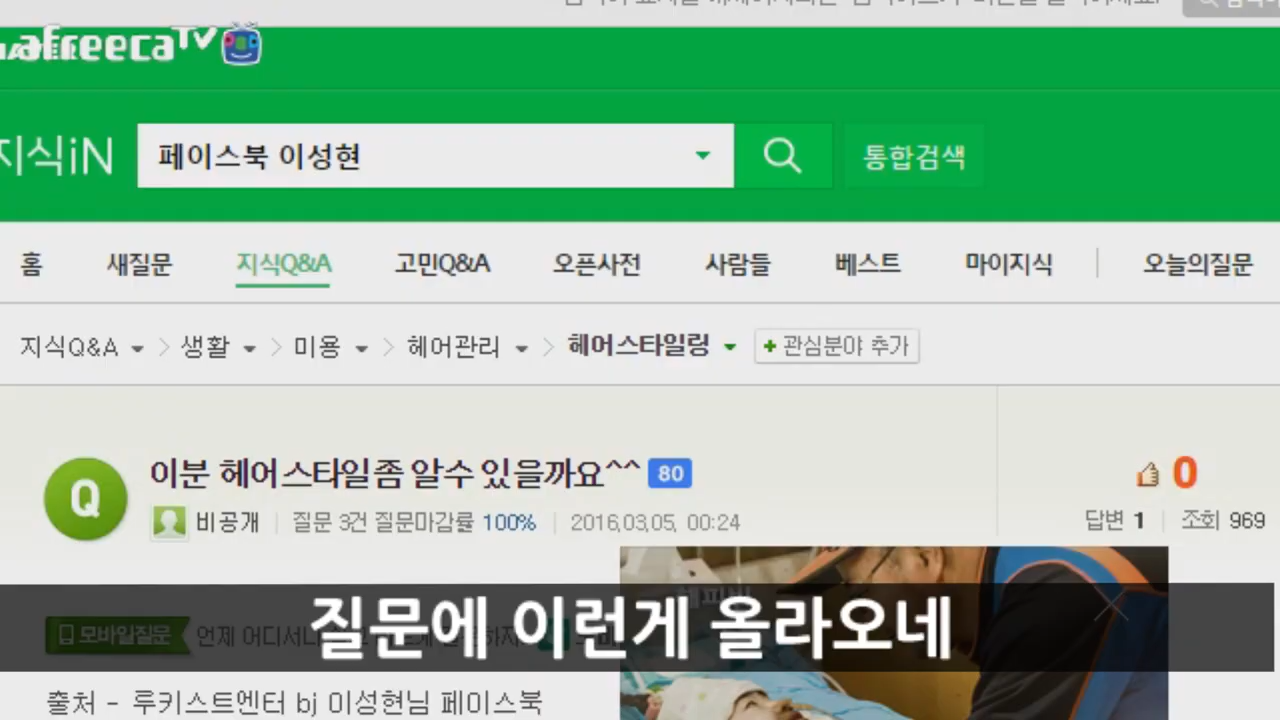 afreecaTV
지식iN 페이스북 이성현 통합검색
홈 새질문 지식Q&A 고민Q&A 오픈사전 사람들 베스트 마이지식 오늘의질문
지식Q&A 생활 미용 헤어관리 헤어스타일링 + 관심분야 추가
Q 이분 헤어스타일좀 알수 있을까요^^ 80
0
비공개 질문 3건 질문마감률 100% 2016.03.05. 00:24
답변 1 조회 969
모바일질문 언제 어디서나
질문에 이런게 올라오네
출처 - 루키스트엔터 bj 이성현님 페이스북